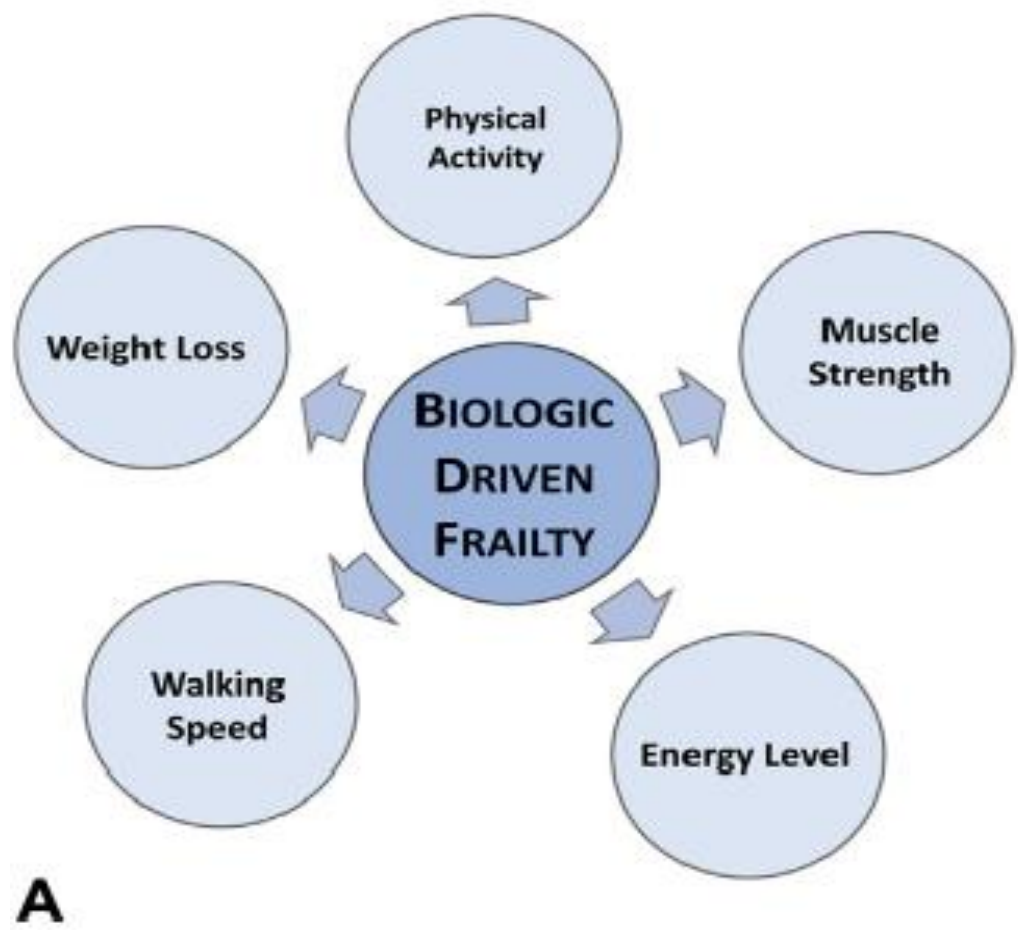 Physical
Activity
Weight Loss
Muscle
Strength
BIOLOGIC
DRIVEN
FRAILTY
Walking
Speed
Energy Level
A